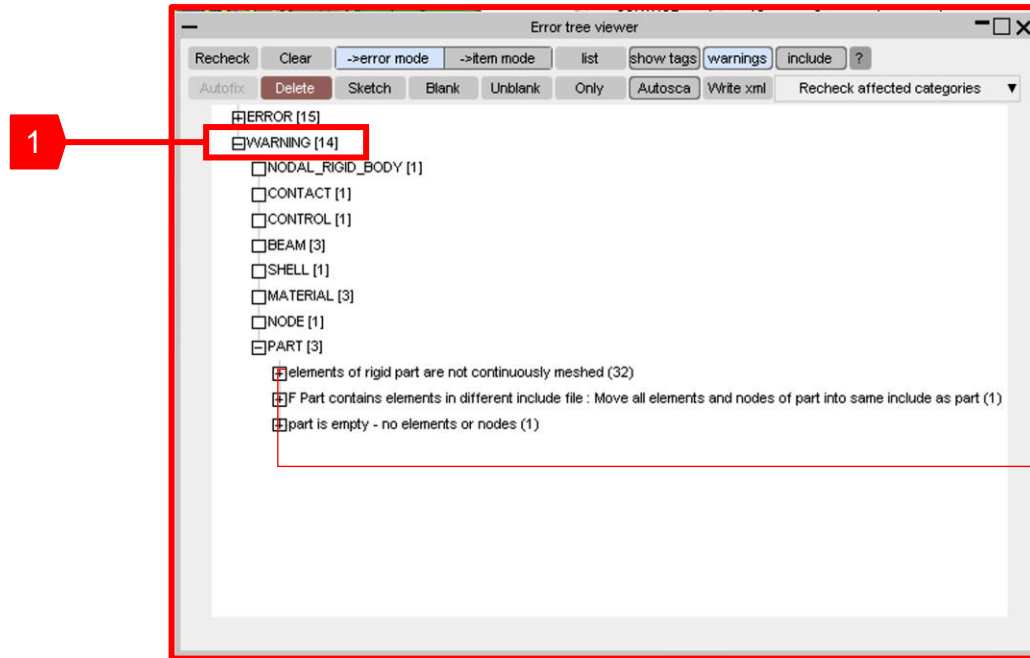 Error tree viewer
Recheck Clear ->error mode ->item mode list show tags warnings include ?
Autofix Delete Sketch Blank Unblank Only Autosca Write xml Recheck affected categories
ERROR [15]
1
WARNING [14]
NODAL_RIGID_BODY [1]
CONTACT [1]
CONTROL [1]
BEAM [3]
SHELL [1]
MATERIAL [3]
NODE [1]
PART [3]
elements of rigid part are not continuously meshed (32)
F Part contains elements in different include file : Move all elements and nodes of part into same include as part (1)
part is empty - no elements or nodes (1)